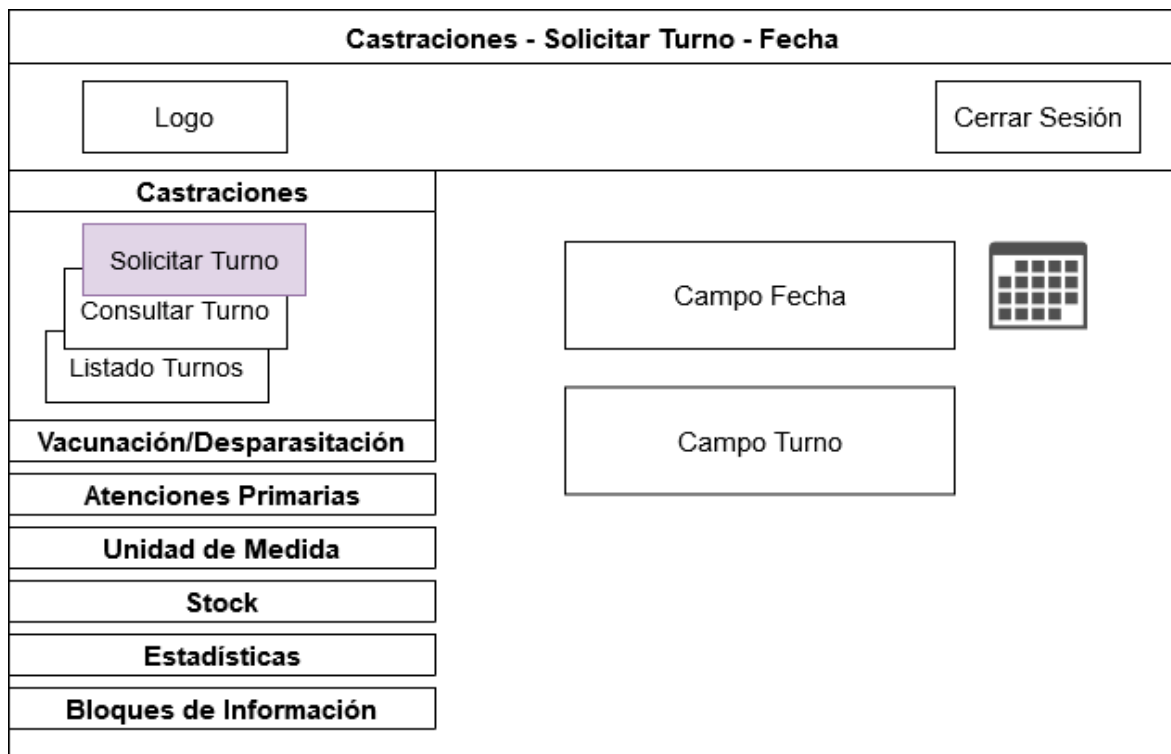 Castraciones - Solicitar Turno - Fecha
Logo
Cerrar Sesión
Castraciones
Solicitar Turno
Consultar Turno
Listado Turnos
Vacunación/Desparasitación
Atenciones Primarias
Unidad de Medida
Stock
Estadísticas
Bloques de Información
Campo Fecha
Campo Turno